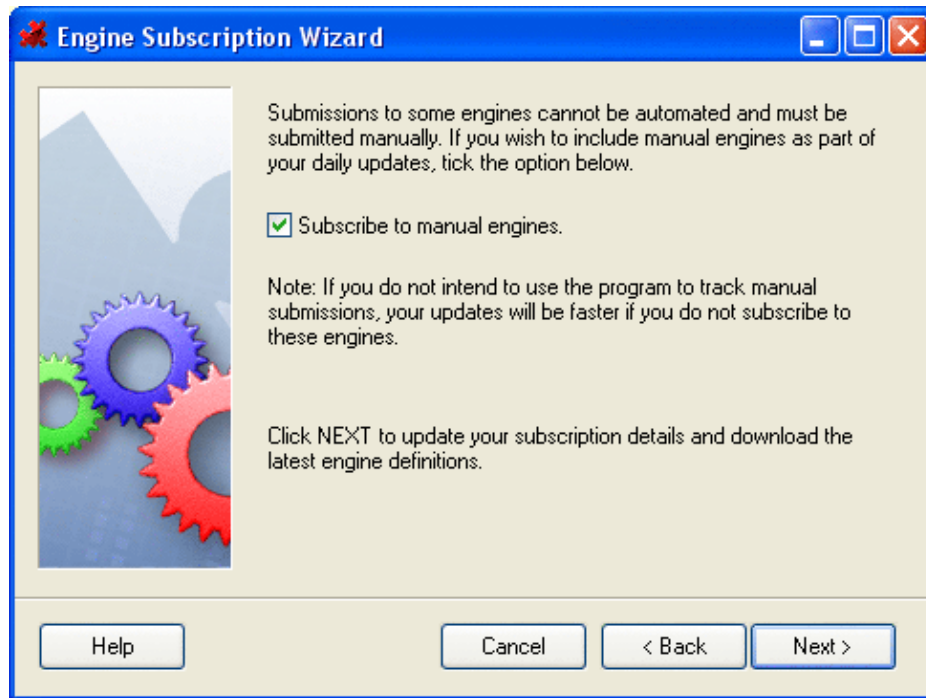 Engine Subscription Wizard
Submissions to some engines cannot be automated and must be
submitted manually. If you wish to include manual engines as part of
your daily updates, tick the option below.
Subscribe to manual engines.
Note: If you do not intend to use the program to track manual
submissions, your updates will be faster if you do not subscribe to
these engines.
Click NEXT to update your subscription details and download the
latest engine definitions.
Help
Cancel
< Back
Next >